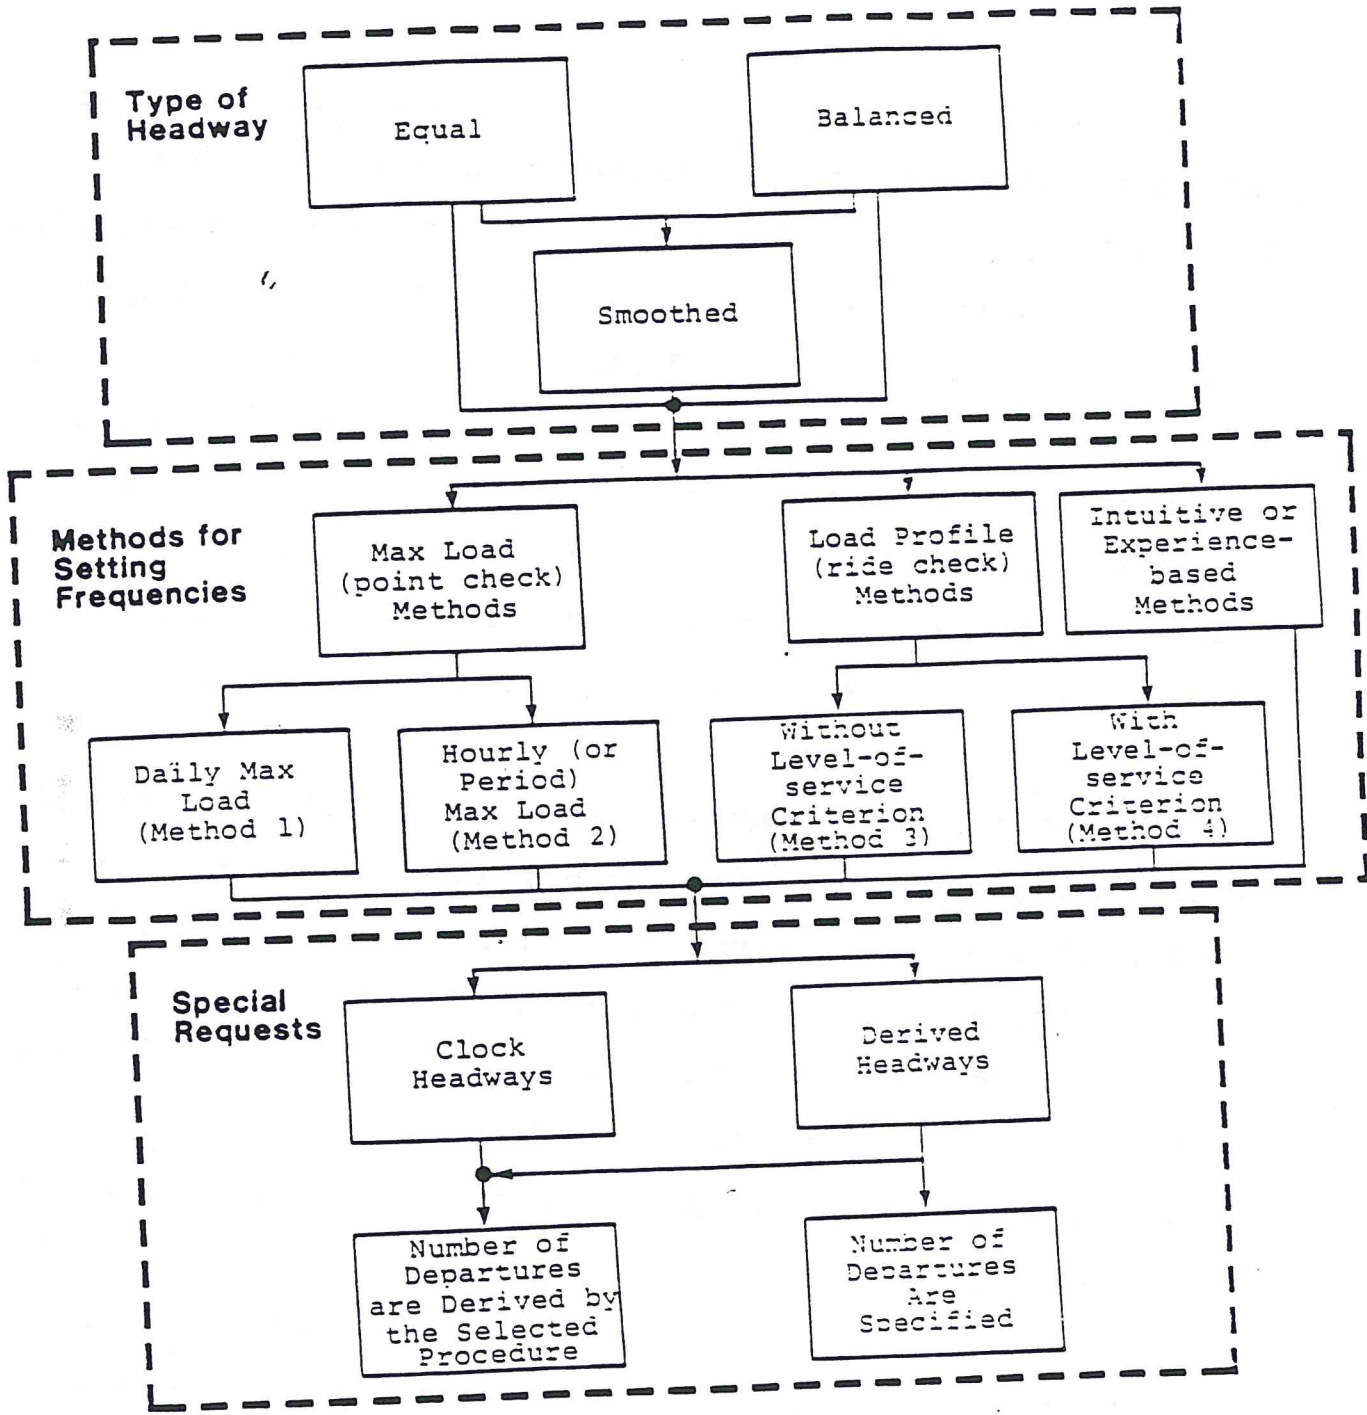 Type of
Headway
Equal
Balanced
Smoothed
Methods for
Setting
Frequencies
Max Load
(point check)
Methods
Load Profile
(ride check)
Methods
Intuitive or
Experience-
based
Methods
Daily Max
Load
(Method 1)
Hourly (or
Period)
Max Load
(Method 2)
Without
Level-of-
service
Criterion
(Method 3)
With
Level-of-
service
Criterion
(Method 4)
Special
Requests
Clock
Headways
Derived
Headways
Number of
Departures
are Derived by
the Selected
Procedure
Number of
Departures
Are
Specified